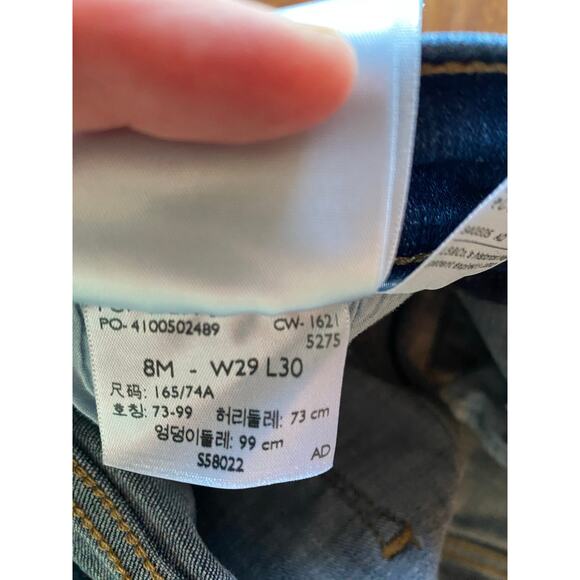 PO- 4100502489 CW- 1621
5275
8M - W29 L30
尺码: 165/74A
호칭: 73-99 허리둘레: 73 cm
엉덩이둘레: 99 cm
S58022 AD